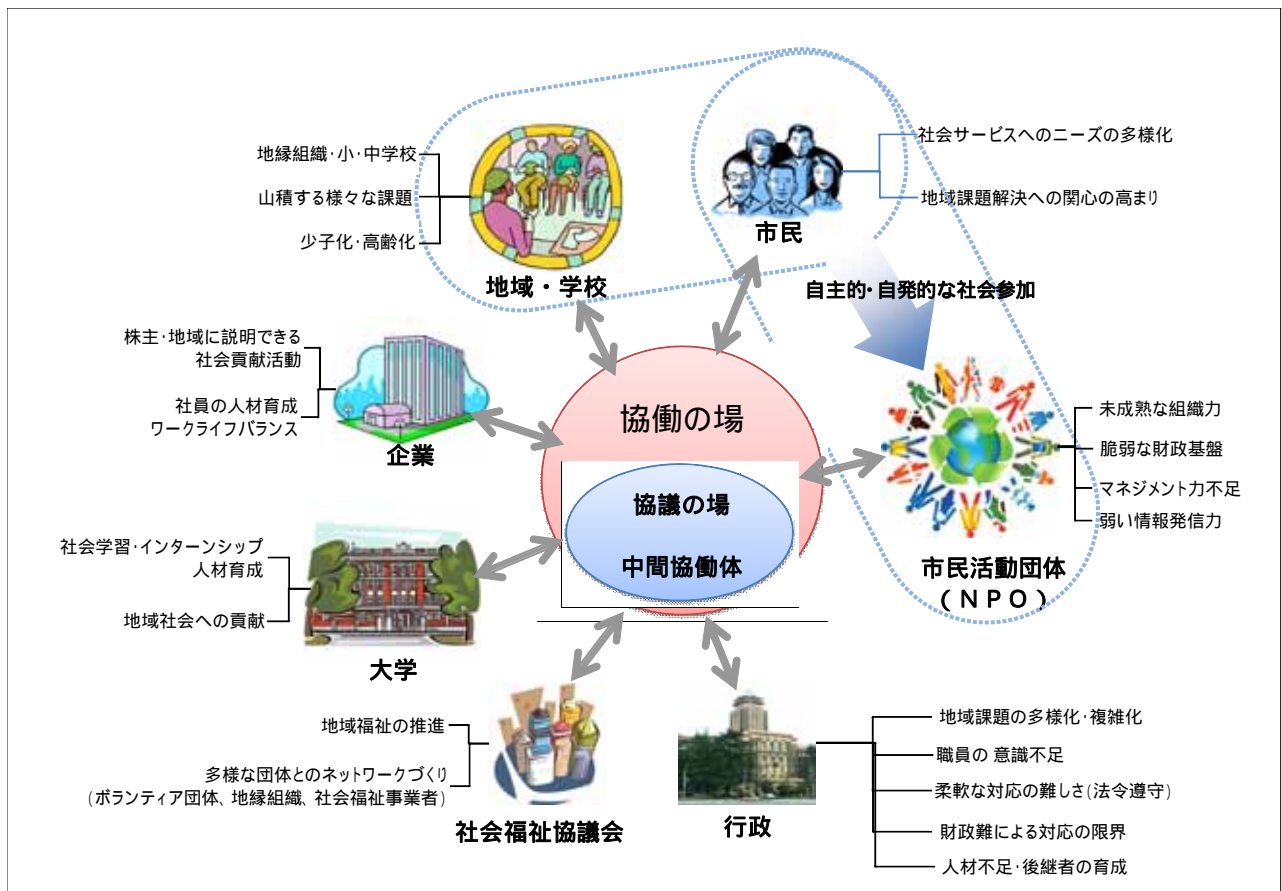 地縁組織・小・中学校
山積する様々な課題
少子化・高齢化
地域・学校
市民
社会サービスへのニーズの多様化
地域課題解決への関心の高まり
自主的・自発的な社会参加
株主・地域に説明できる
社会貢献活動
社員の人材育成
ワークライフバランス
企業
協働の場
協議の場
中間協働体
未成熟な組織力
脆弱な財政基盤
マネジメント力不足
弱い情報発信力
市民活動団体
(NPO)
社会学習・インターンシップ
人材育成
地域社会への貢献
大学
地域福祉の推進
多様な団体とのネットワークづくり
(ボランティア団体、地縁組織、社会福祉事業者)
社会福祉協議会
行政
地域課題の多様化・複雑化
職員の 意識不足
柔軟な対応の難しさ(法令遵守)
財政難による対応の限界
人材不足・後継者の育成